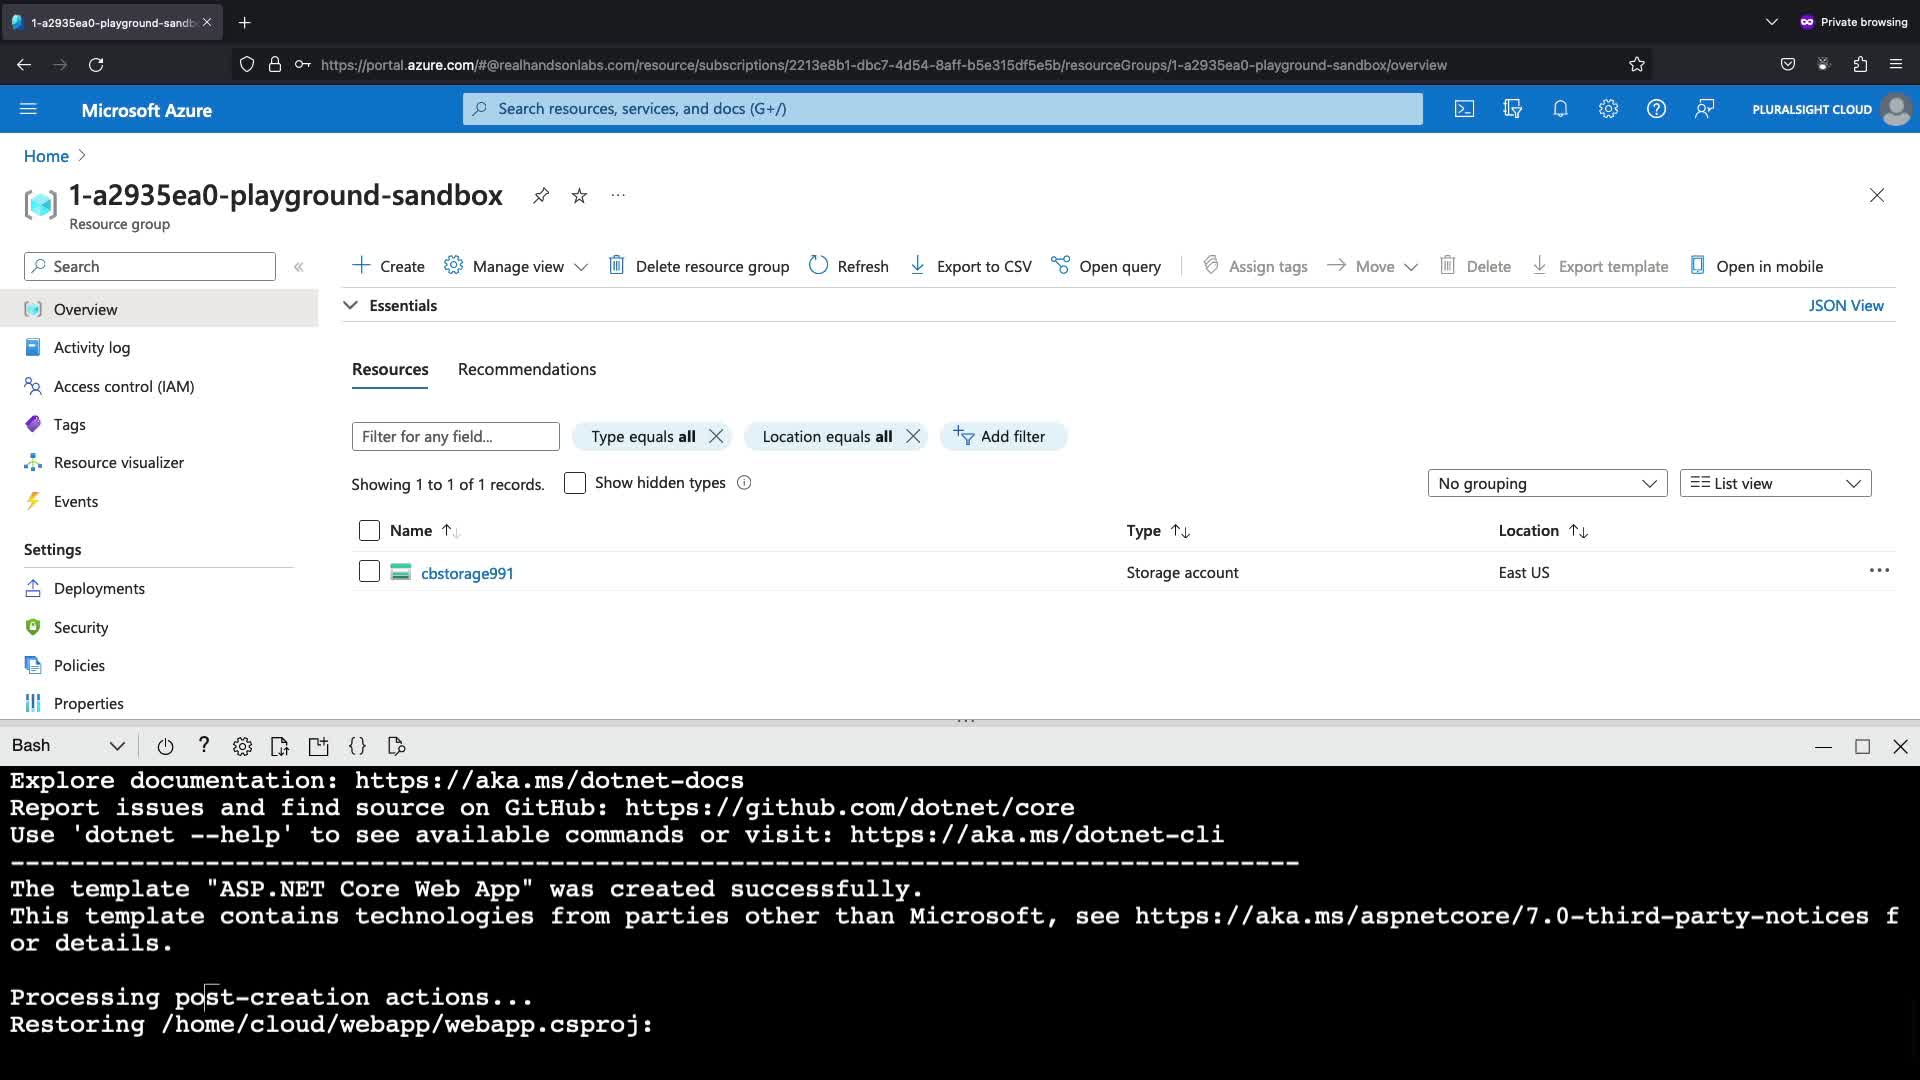 1-a2935ea0-playground-sandb
Private browsing
https://portal.azure.com/#@realhandsonlabs.com/resource/subscriptions/2213e8b1-dbc7-4d54-8aff-b5e315df5e5b/resourceGroups/1-a2935ea0-playground-sandbox/overview
Microsoft Azure
Search resources, services, and docs (G+/)
PLURALSIGHT CLOUD
Home
1-a2935ea0-playground-sandbox
Resource group
Search
Create
Manage view
Delete resource group
Refresh
Export to CSV
Open query
Assign tags
Move
Delete
Export template
Open in mobile
Overview
Activity log
Access control (IAM)
Tags
Resource visualizer
Events
Settings
Deployments
Security
Policies
Properties
Essentials
JSON View
Resources
Recommendations
Filter for any field...
Type equals all
Location equals all
Add filter
Showing 1 to 1 of 1 records.
Show hidden types
No grouping
List view
Name
Type
Location
cbstorage991
Storage account
East US
Bash
Explore documentation: https://aka.ms/dotnet-docs
Report issues and find source on GitHub: https://github.com/dotnet/core
Use 'dotnet --help' to see available commands or visit: https://aka.ms/dotnet-cli
--------------------------------------------------------------------------------------
The template "ASP.NET Core Web App" was created successfully.
This template contains technologies from parties other than Microsoft, see https://aka.ms/aspnetcore/7.0-third-party-notices f
or details.
Processing post-creation actions...
Restoring /home/cloud/webapp/webapp.csproj: